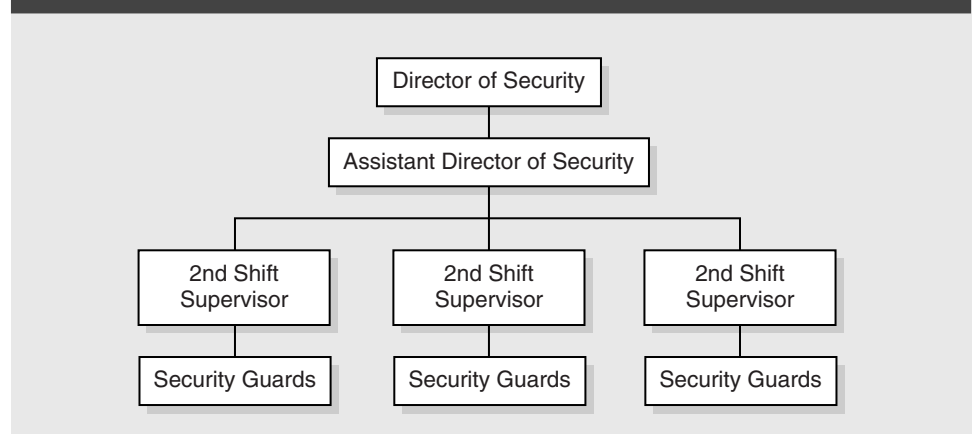 Director of Security
Assistant Director of Security
2nd Shift
Supervisor
2nd Shift
Supervisor
2nd Shift
Supervisor
Security Guards
Security Guards
Security Guards